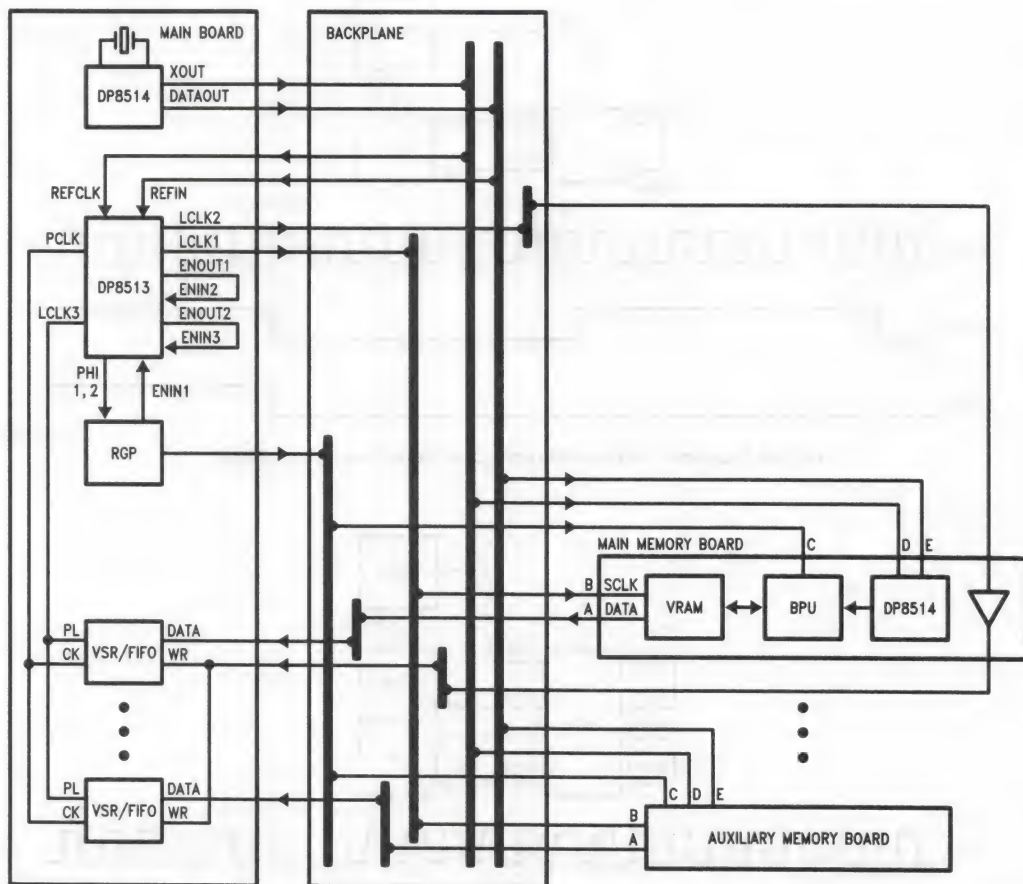 MAIN BOARD
BACKPLANE
XOUT
DP8514
DATAOUT
REFCLK
REFIN
LCLK2
PCLK
LCLK1
ENOUT1
DP8513
ENIN2
LCLK3
ENOUT2
ENIN3
PHI
1, 2
ENIN1
RGP
MAIN MEMORY BOARD
C
D
E
B
SCLK
A
DATA
VRAM
BPU
DP8514
PL
VSR/FIFO
DATA
CK
WR
PL
VSR/FIFO
DATA
CK
WR
C
D
E
B
A
AUXILIARY MEMORY BOARD